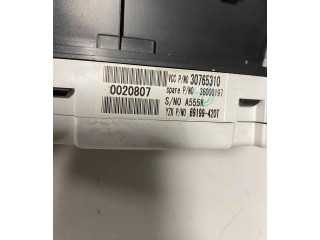 VCC P/NO 30765310
0020807 spare P/NO 36000197
S/NO A555K
YZK P/NO 69199-420T